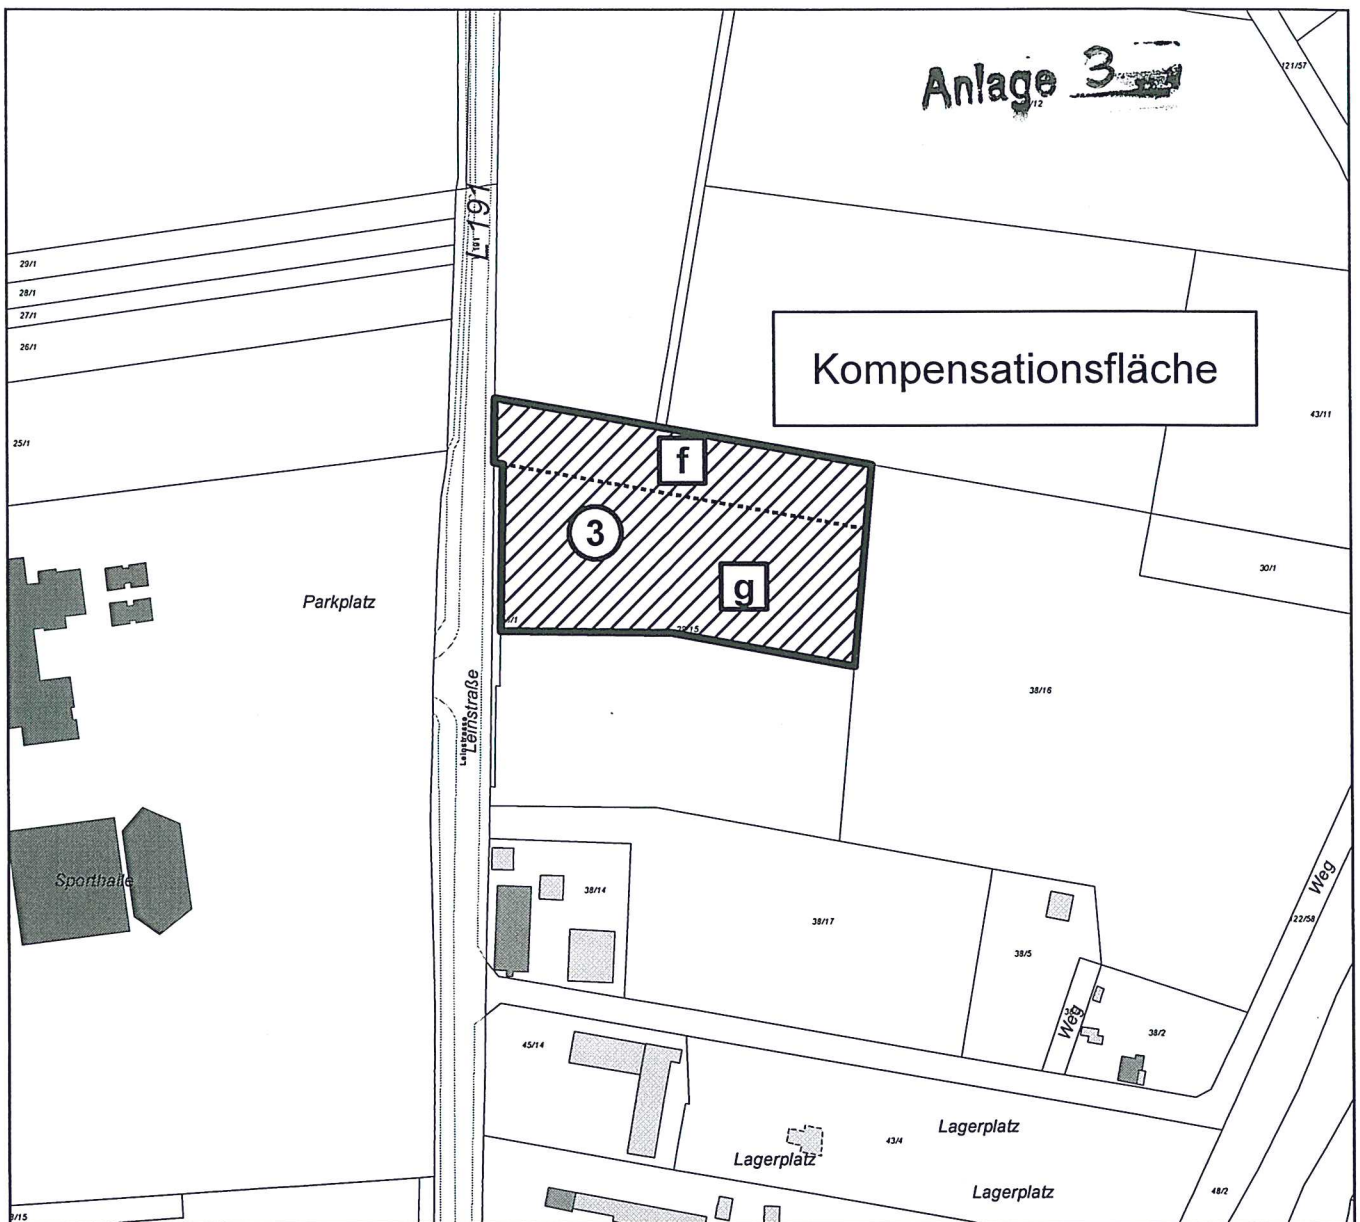 Anlage 3
121/57
L 191
29/1
28/1
27/1
26/1
Kompensationsfläche
43/11
25/1
f
3
g
30/1
Parkplatz
38/16
Leinstraße
Leinstrasse
Sporthalle
38/14
38/17
38/5
Weg
122/58
Weg
38/2
45/14
Lagerplatz
43/4
Lagerplatz
Lagerplatz
48/2